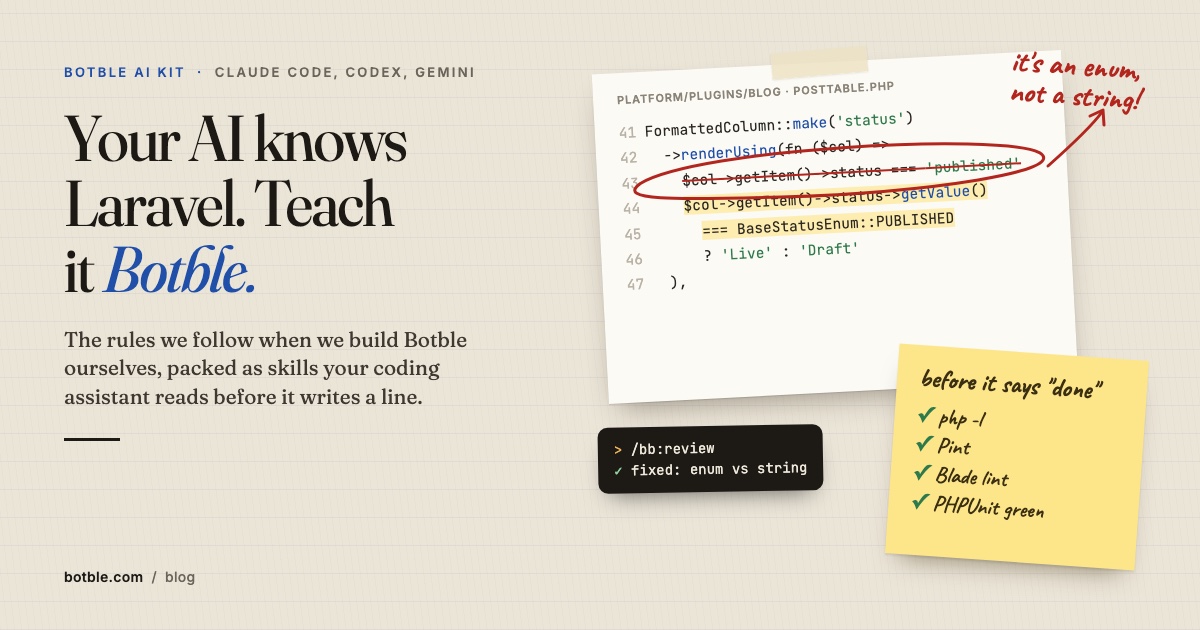 BOTBLE AI KIT · CLAUDE CODE, CODEX, GEMINI
Your AI knows
Laravel. Teach
it Botble.
The rules we follow when we build Botble
ourselves, packed as skills your coding
assistant reads before it writes a line.
botble.com / blog
PLATFORM/PLUGINS/BLOG · POSTTABLE.PHP
41 FormattedColumn::make('status')
42 ->renderUsing(fn ($col) =>
43 $col->getItem()->status === 'published'
44 $col->getItem()->status->getValue()
45 === BaseStatusEnum::PUBLISHED
46 ? 'Live' : 'Draft'
47 ),
it's an enum,
not a string!
> /bb:review
✓ fixed: enum vs string
before it says "done"
✔ php -l
✔ Pint
✔ Blade lint
✔ PHPUnit green